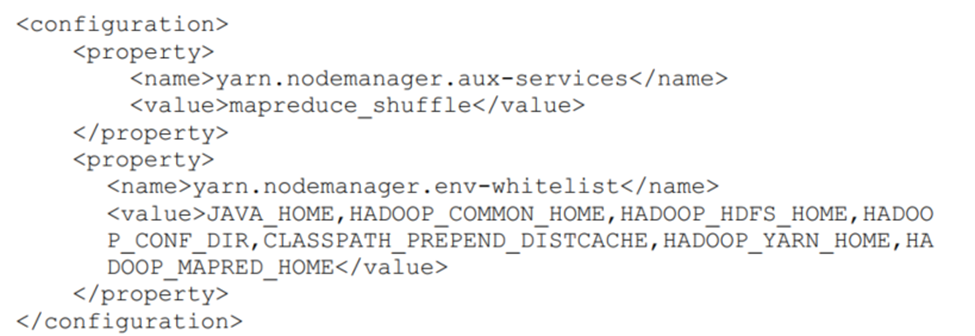 <configuration>
<property>
<name>yarn.nodemanager.aux-services</name>
<value>mapreduce_shuffle</value>
</property>
<property>
<name>yarn.nodemanager.env-whitelist</name>
<value>JAVA_HOME,HADOOP_COMMON_HOME,HADOOP_HDFS_HOME,HADOO
P_CONF_DIR,CLASSPATH_PREPEND_DISTCACHE,HADOOP_YARN_HOME,HA
DOOP_MAPRED_HOME</value>
</property>
</configuration>